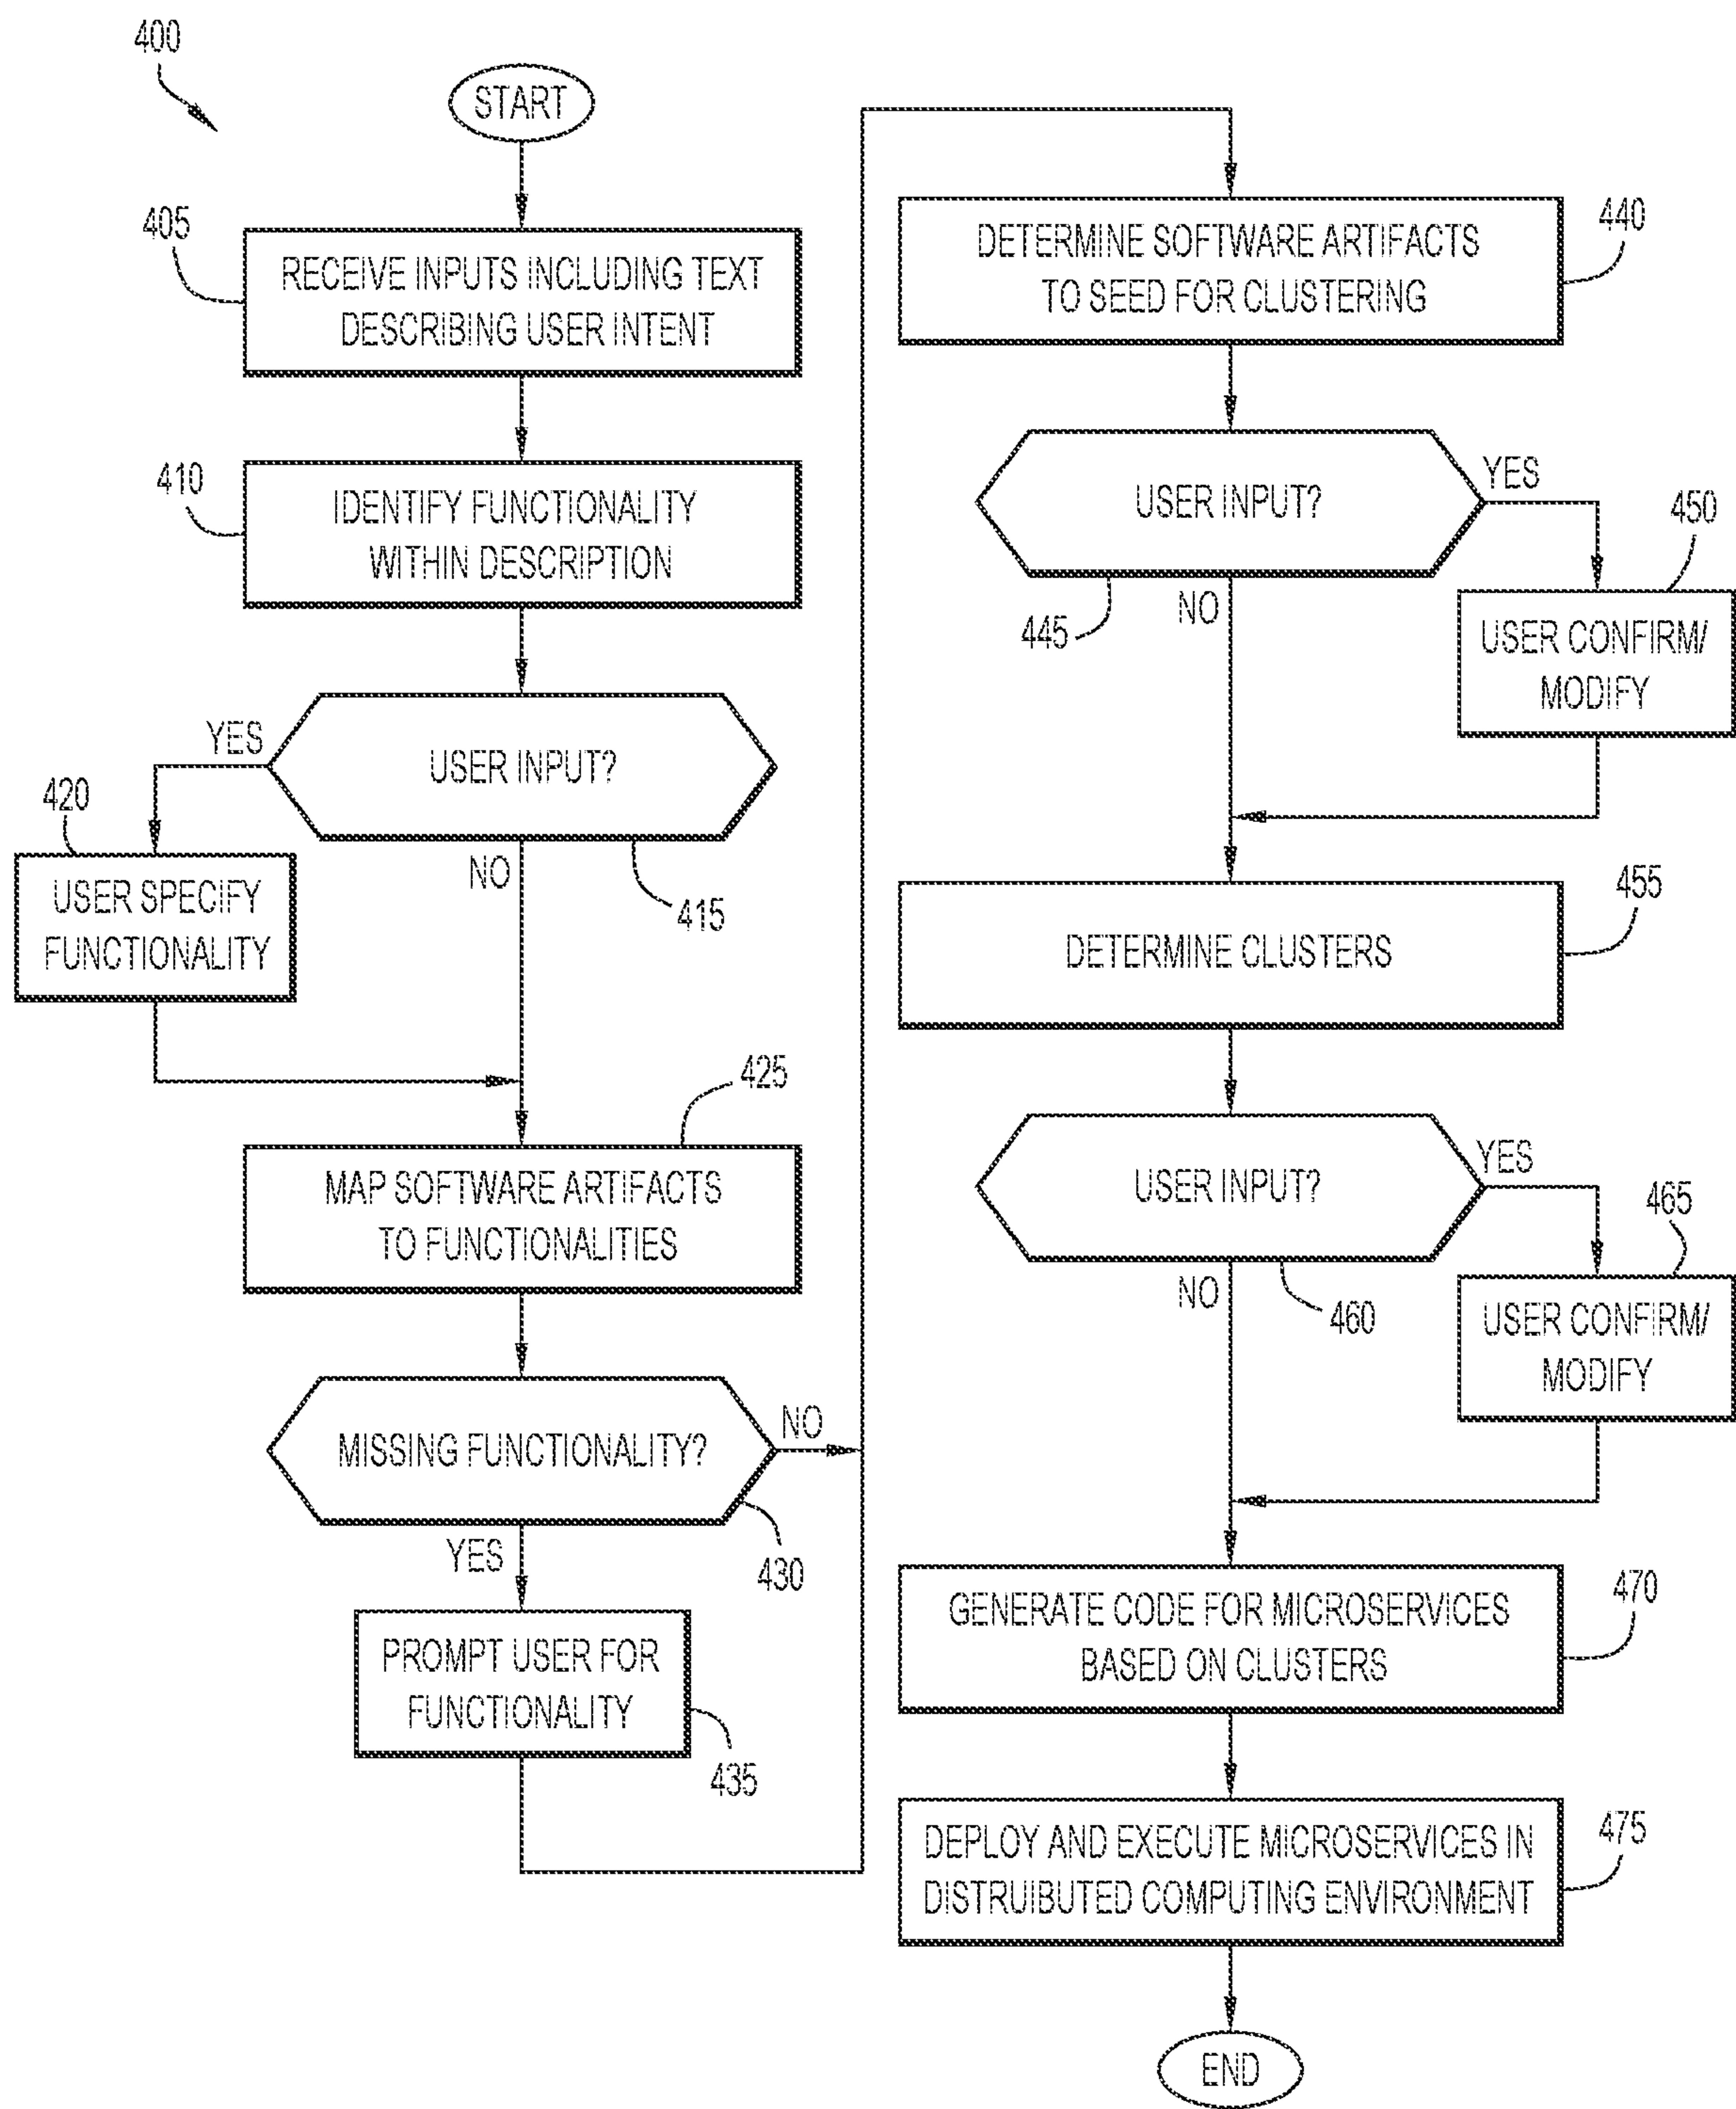 400
START
405
RECEIVE INPUTS INCLUDING TEXT
DESCRIBING USER INTENT
410
IDENTIFY FUNCTIONALITY
WITHIN DESCRIPTION
USER INPUT?
YES
NO
415
420
USER SPECIFY
FUNCTIONALITY
425
MAP SOFTWARE ARTIFACTS
TO FUNCTIONALITIES
MISSING FUNCTIONALITY?
NO
YES
430
PROMPT USER FOR
FUNCTIONALITY
435
440
DETERMINE SOFTWARE ARTIFACTS
TO SEED FOR CLUSTERING
USER INPUT?
YES
NO
445
450
USER CONFIRM/
MODIFY
455
DETERMINE CLUSTERS
USER INPUT?
YES
NO
460
465
USER CONFIRM/
MODIFY
470
GENERATE CODE FOR MICROSERVICES
BASED ON CLUSTERS
475
DEPLOY AND EXECUTE MICROSERVICES IN
DISTRUIBUTED COMPUTING ENVIRONMENT
END